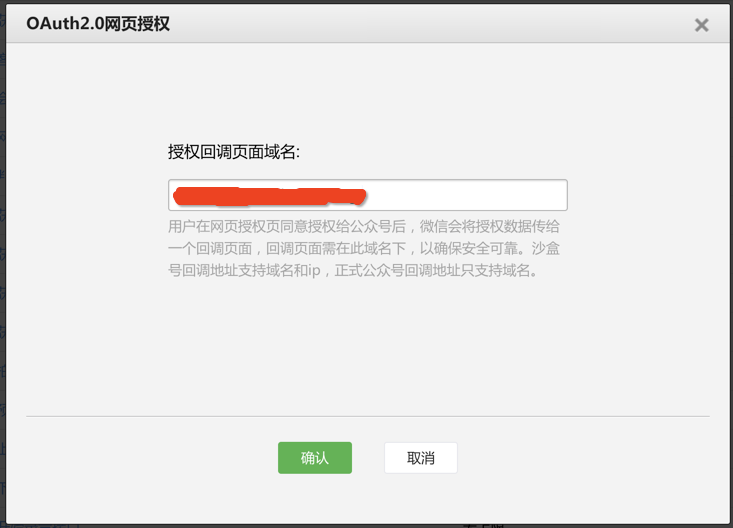 OAuth2.0网页授权
授权回调页面域名:
用户在网页授权页同意授权给公众号后，微信会将授权数据传给
一个回调页面，回调页面需在此域名下，以确保安全可靠。沙盒
号回调地址支持域名和ip，正式公众号回调地址只支持域名。
确认
取消